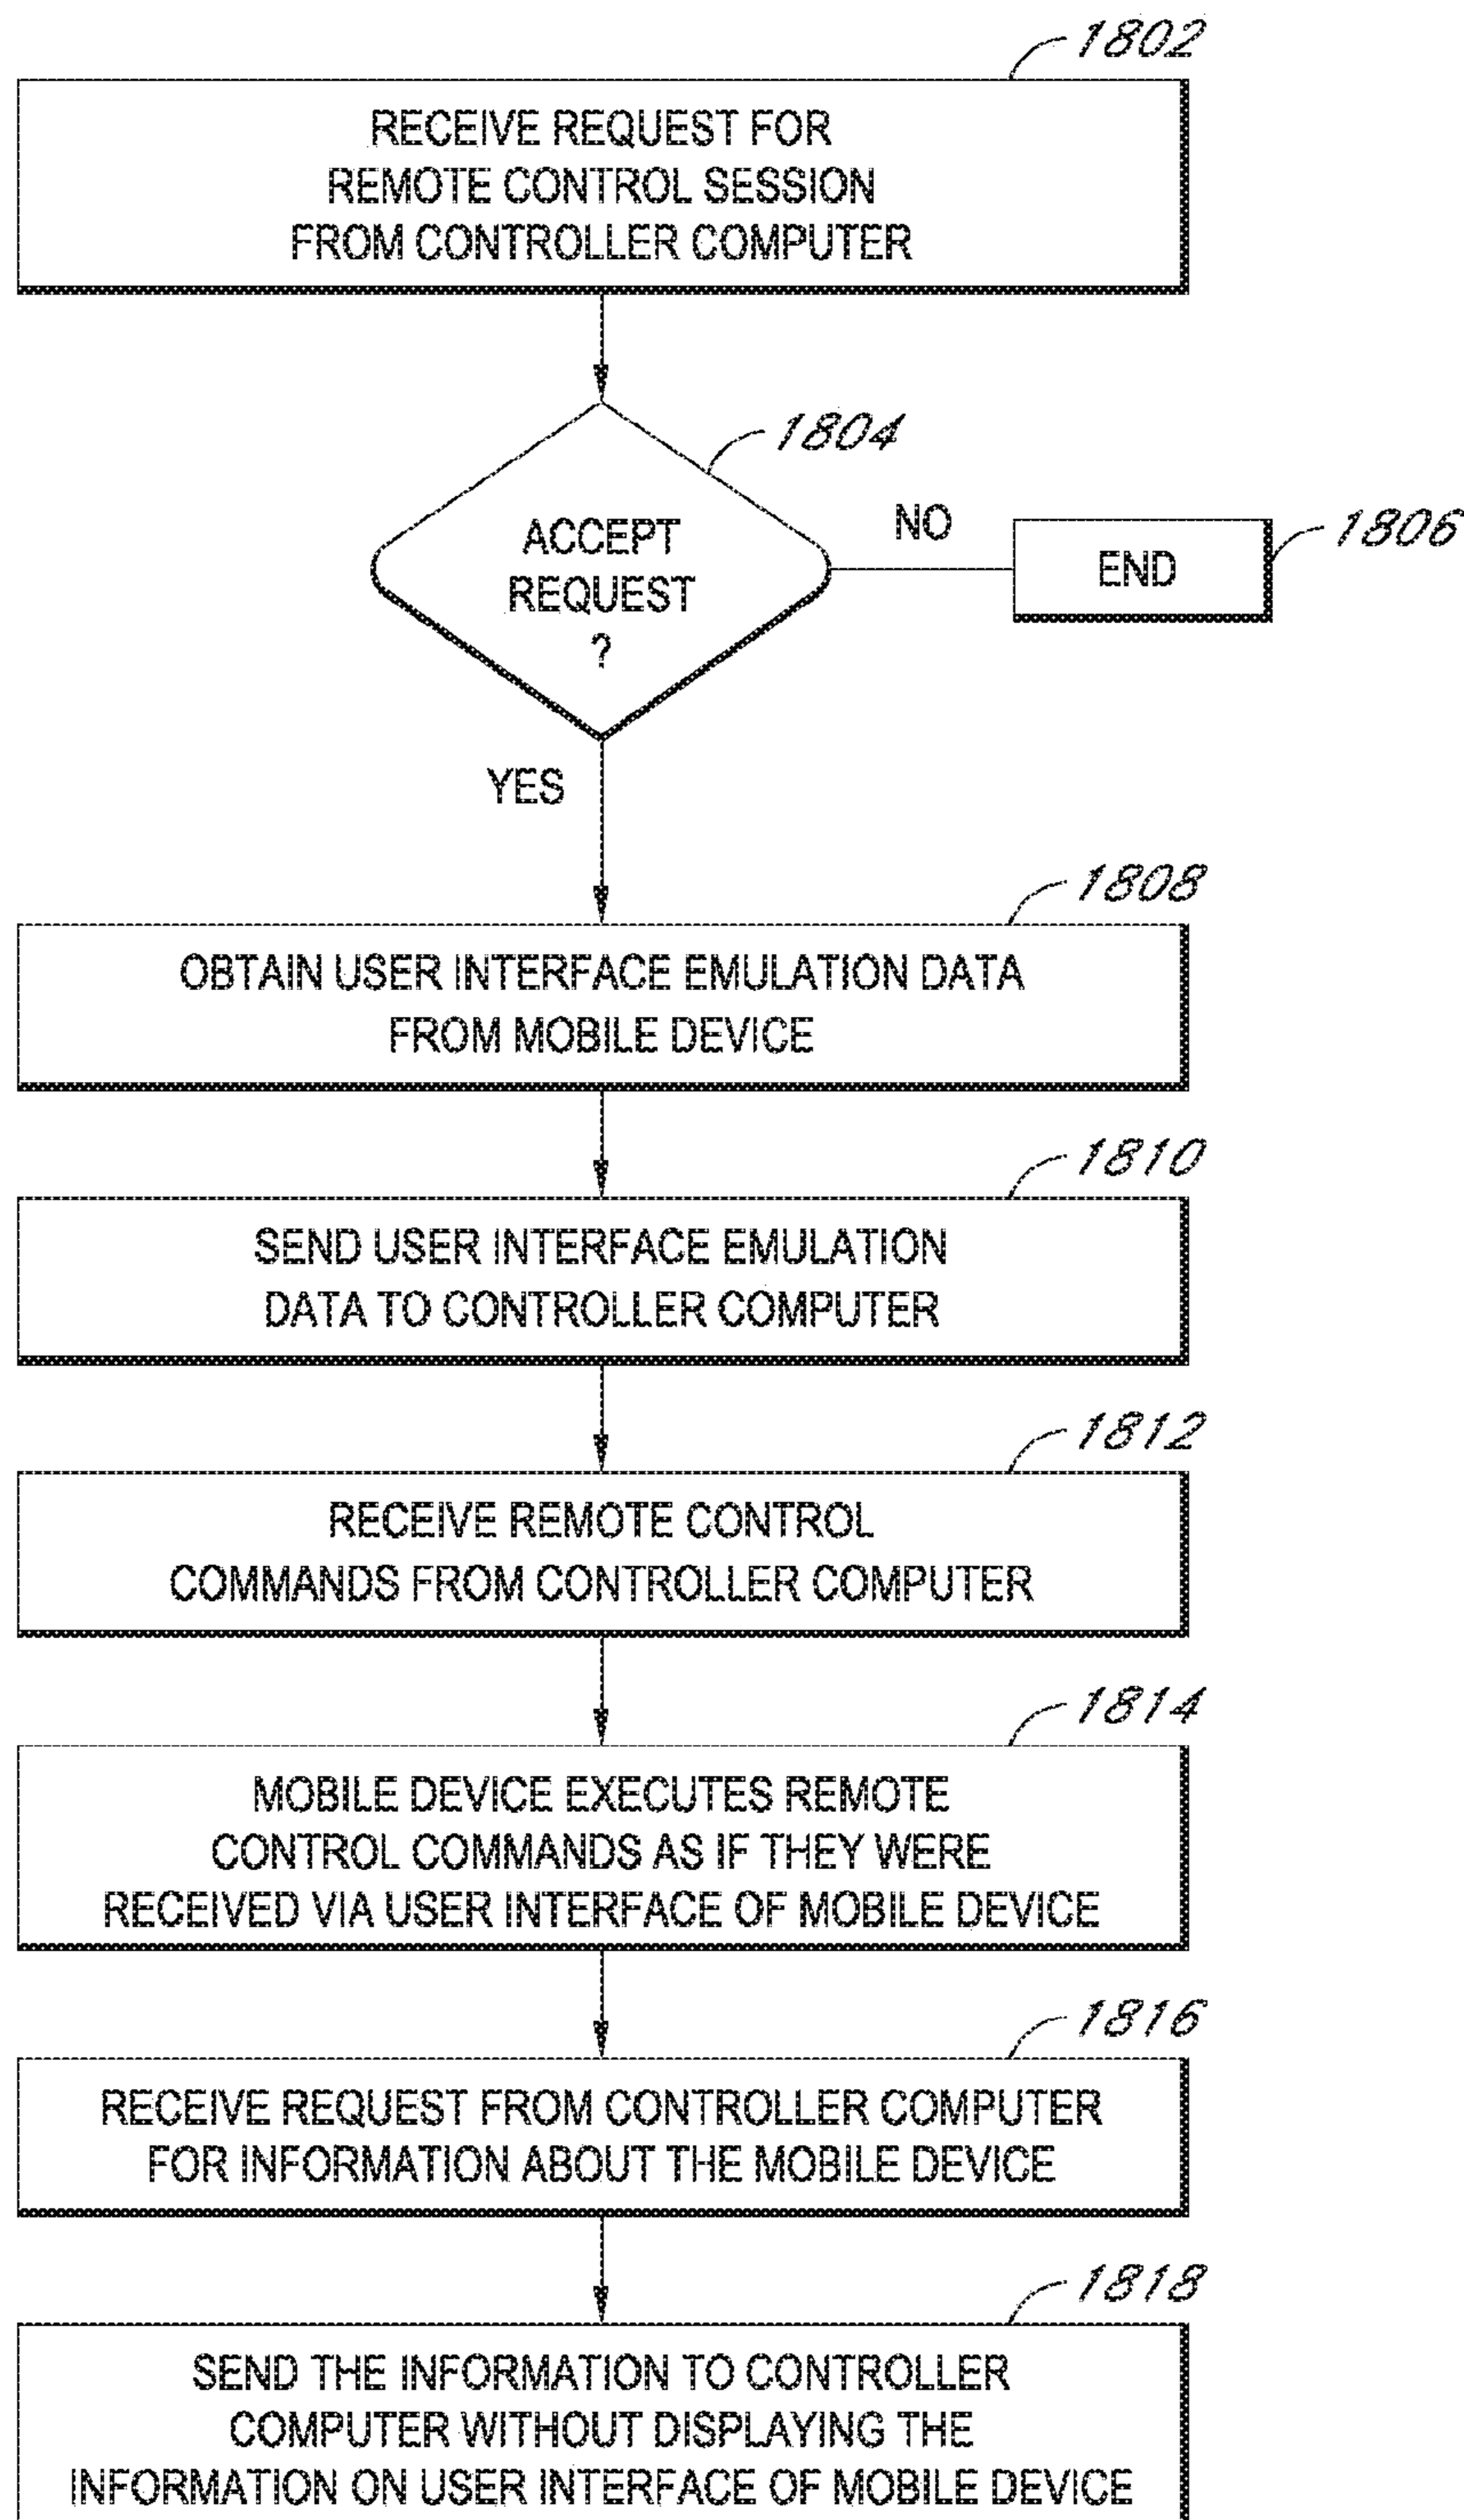 1802
RECEIVE REQUEST FOR
REMOTE CONTROL SESSION
FROM CONTROLLER COMPUTER
1804
ACCEPT
REQUEST
?
NO
END
1806
YES
1808
OBTAIN USER INTERFACE EMULATION DATA
FROM MOBILE DEVICE
1810
SEND USER INTERFACE EMULATION
DATA TO CONTROLLER COMPUTER
1812
RECEIVE REMOTE CONTROL
COMMANDS FROM CONTROLLER COMPUTER
1814
MOBILE DEVICE EXECUTES REMOTE
CONTROL COMMANDS AS IF THEY WERE
RECEIVED VIA USER INTERFACE OF MOBILE DEVICE
1816
RECEIVE REQUEST FROM CONTROLLER COMPUTER
FOR INFORMATION ABOUT THE MOBILE DEVICE
1818
SEND THE INFORMATION TO CONTROLLER
COMPUTER WITHOUT DISPLAYING THE
INFORMATION ON USER INTERFACE OF MOBILE DEVICE